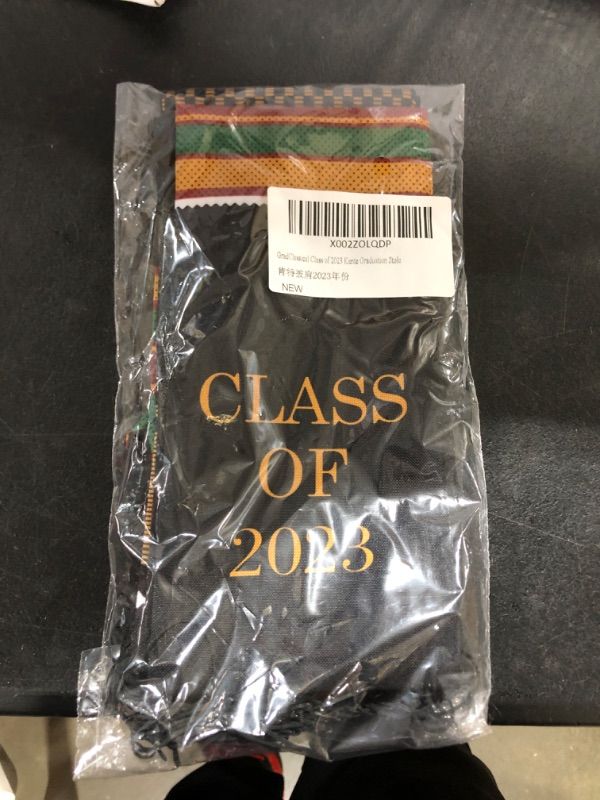 X002ZOLQDP
GradClassical Class of 2023 Kente Graduation Stole
肯特披肩2023年份
NEW
CLASS
OF
2023